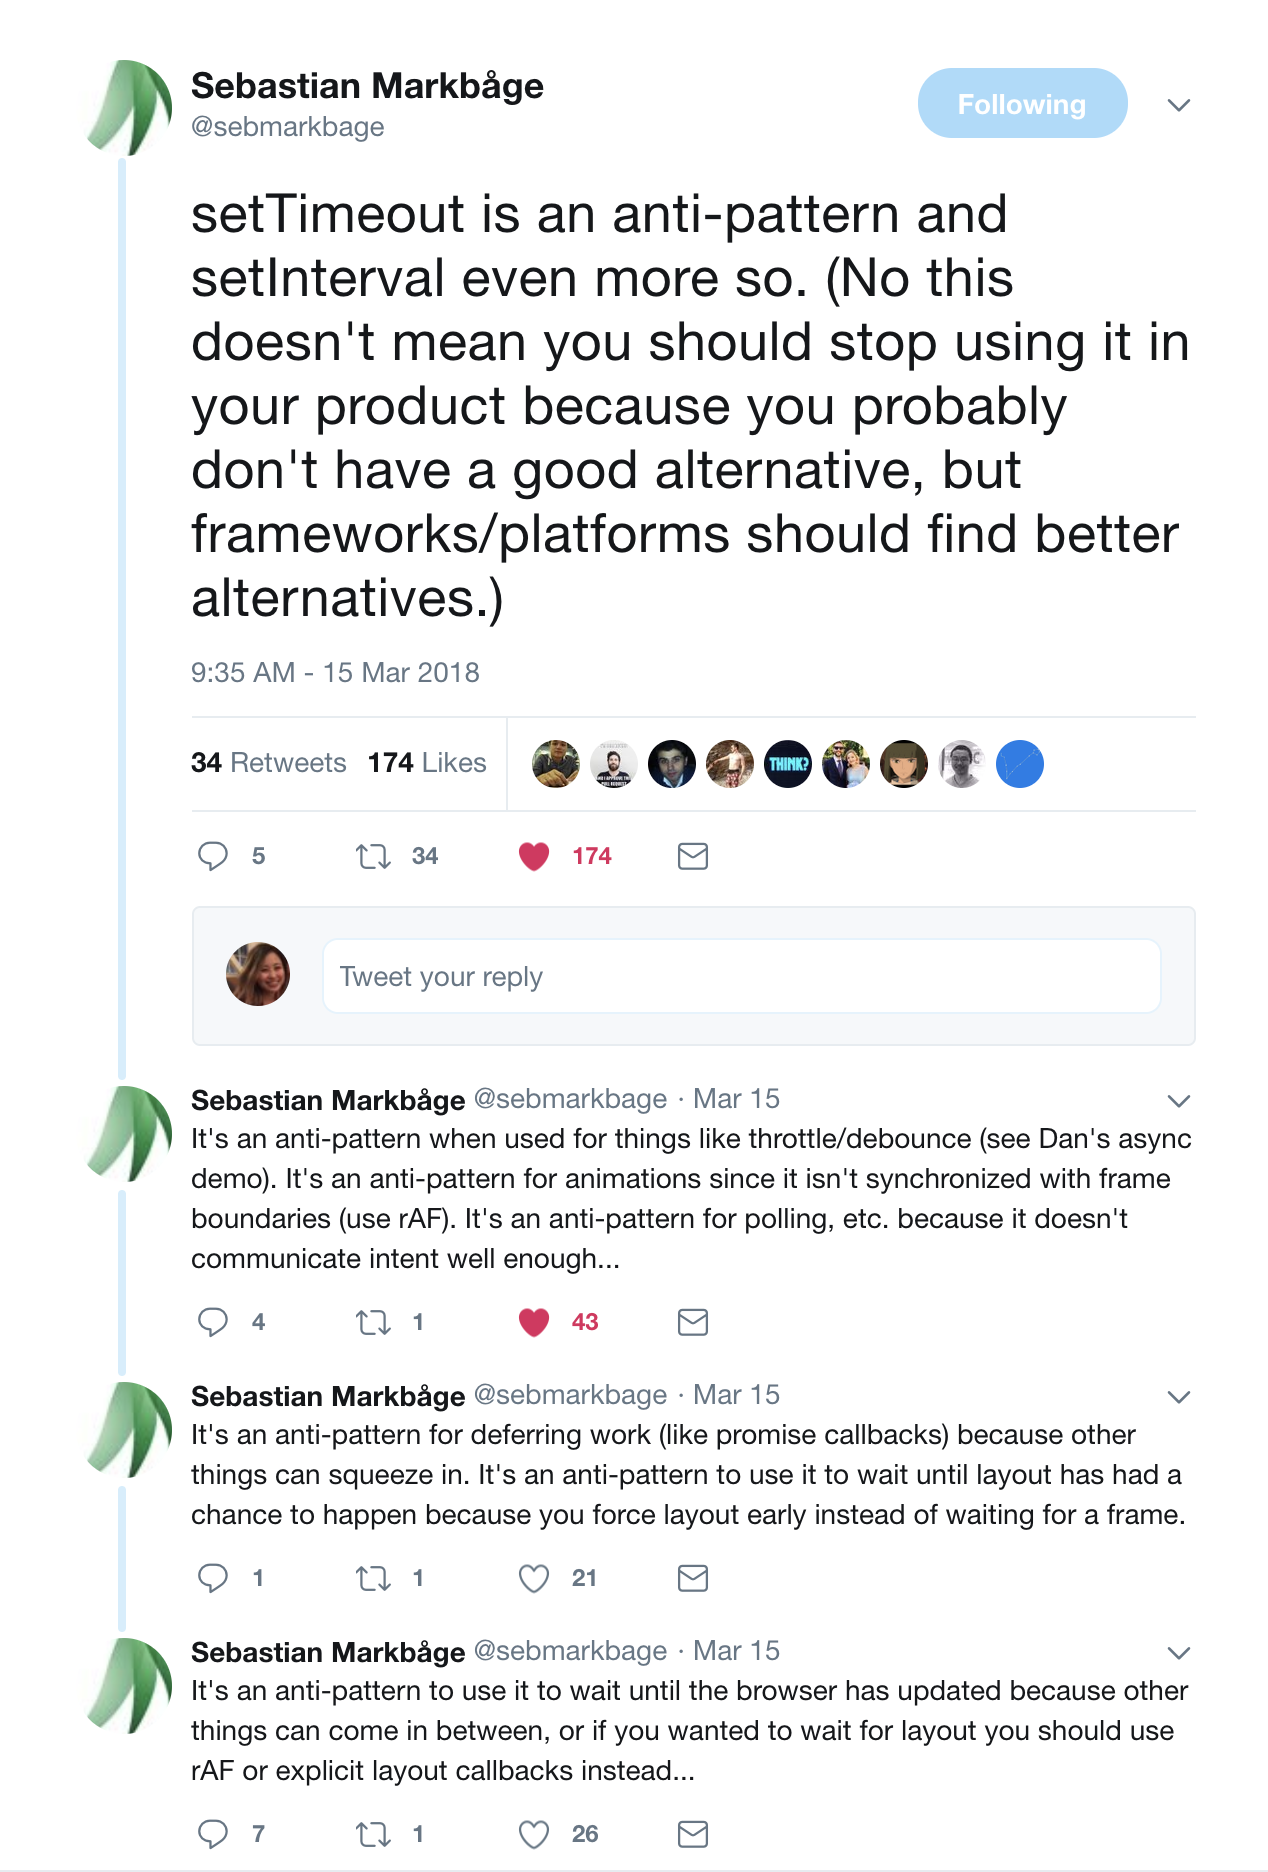 Sebastian Markbåge
@sebmarkbage
Following
setTimeout is an anti-pattern and
setInterval even more so. (No this
doesn't mean you should stop using it in
your product because you probably
don't have a good alternative, but
frameworks/platforms should find better
alternatives.)
9:35 AM - 15 Mar 2018
34 Retweets 174 Likes
THINK?
5 34 174
Tweet your reply
Sebastian Markbåge @sebmarkbage · Mar 15
It's an anti-pattern when used for things like throttle/debounce (see Dan's async
demo). It's an anti-pattern for animations since it isn't synchronized with frame
boundaries (use rAF). It's an anti-pattern for polling, etc. because it doesn't
communicate intent well enough...
4 1 43
Sebastian Markbåge @sebmarkbage · Mar 15
It's an anti-pattern for deferring work (like promise callbacks) because other
things can squeeze in. It's an anti-pattern to use it to wait until layout has had a
chance to happen because you force layout early instead of waiting for a frame.
1 1 21
Sebastian Markbåge @sebmarkbage · Mar 15
It's an anti-pattern to use it to wait until the browser has updated because other
things can come in between, or if you wanted to wait for layout you should use
rAF or explicit layout callbacks instead...
7 1 26